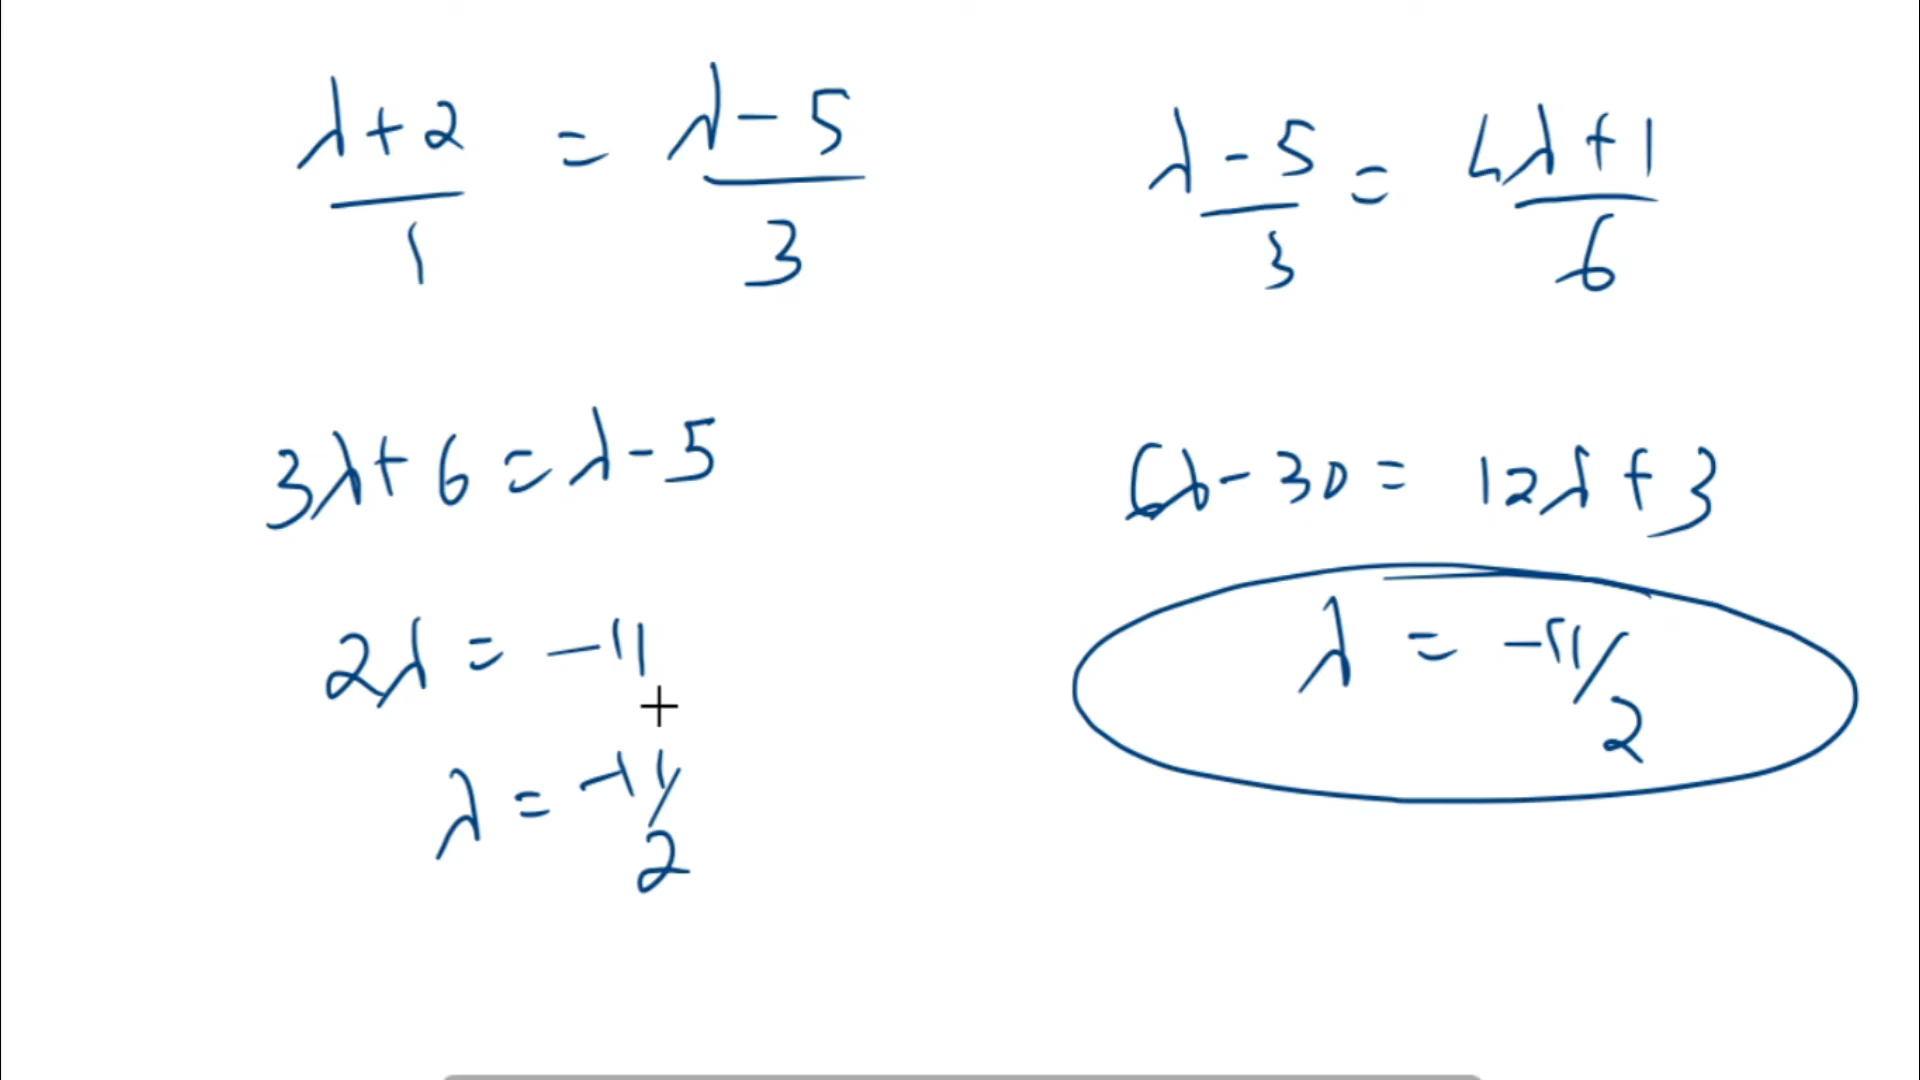 λ+2/1 = λ-5/3
λ-5/3 = 4λ+1/6
3λ+6 = λ-5
6λ-30 = 12λ+3
2λ = -11
λ = -11/2
λ = -11/2